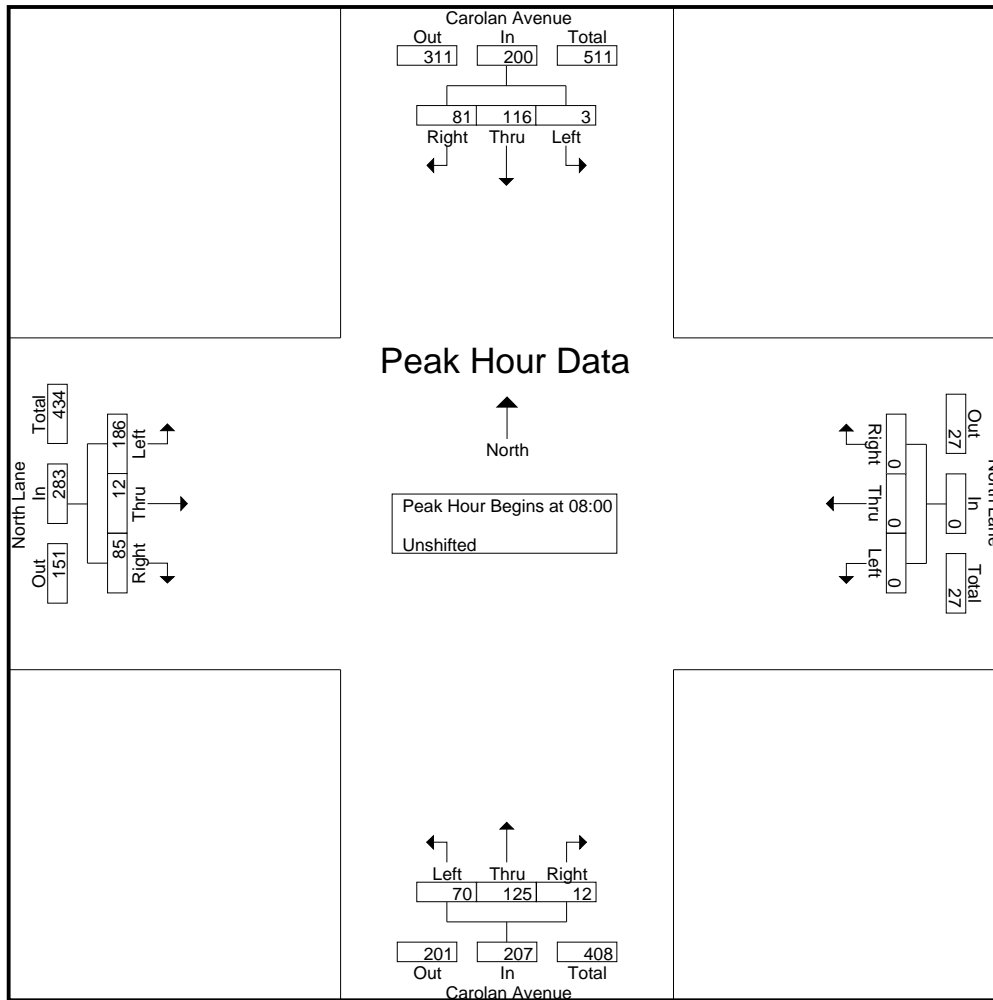 Carolan Avenue
Out In Total
311 200 511
81 116 3
Right Thru Left
Peak Hour Data
North
Peak Hour Begins at 08:00
Unshifted
North Lane
Total In Out
434 283 151
186 12 85
Left Thru Right
North Lane
Out In Total
27 0 27
Right Thru Left
0 0 0
Left Thru Right
70 125 12
201 207 408
Out In Total
Carolan Avenue